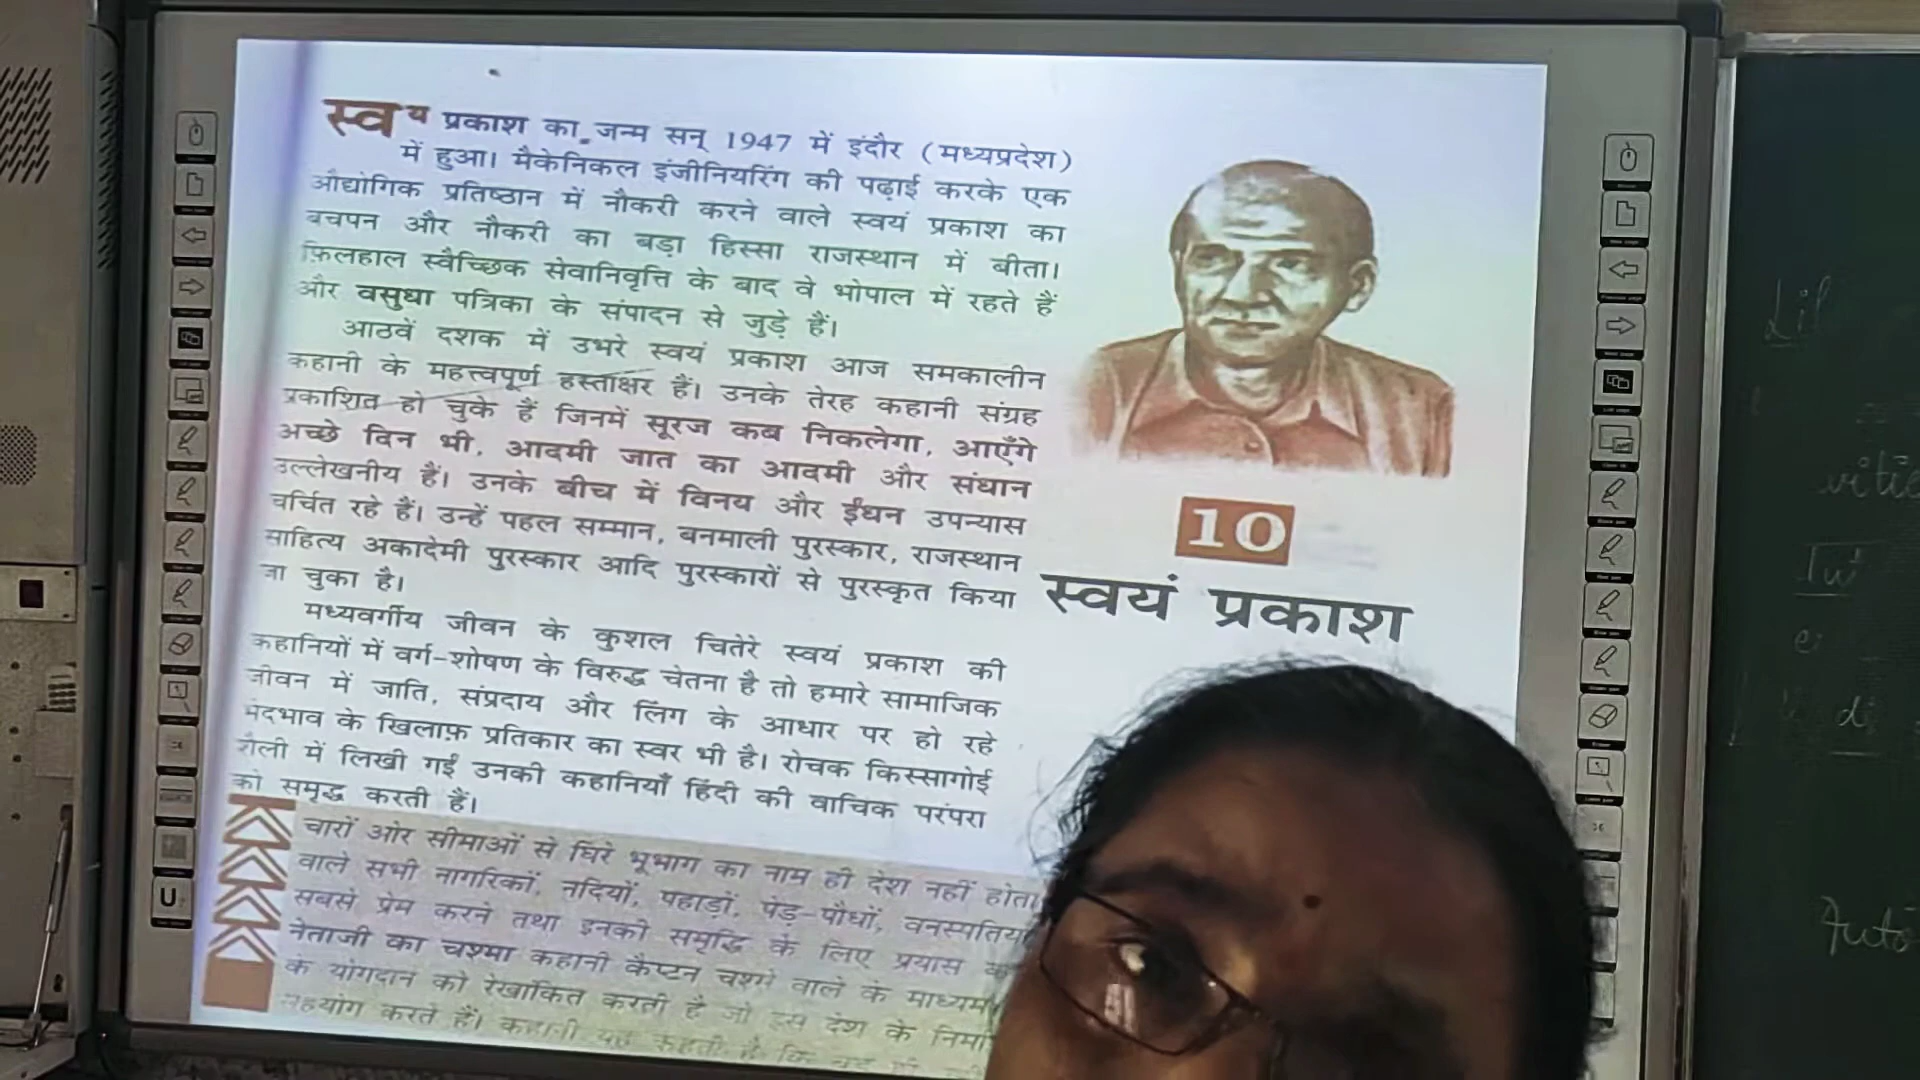 स्वय प्रकाश का जन्म सन् 1947 में इंदौर (मध्यप्रदेश)
में हुआ। मैकेनिकल इंजीनियरिंग की पढ़ाई करके एक
औद्योगिक प्रतिष्ठान में नौकरी करने वाले स्वयं प्रकाश का
बचपन और नौकरी का बड़ा हिस्सा राजस्थान में बीता।
फ़िलहाल स्वैच्छिक सेवानिवृत्ति के बाद वे भोपाल में रहते हैं
और वसुधा पत्रिका के संपादन से जुड़े हैं।
आठवें दशक में उभरे स्वयं प्रकाश आज समकालीन
कहानी के महत्त्वपूर्ण हस्ताक्षर हैं। उनके तेरह कहानी संग्रह
प्रकाशित हो चुके हैं जिनमें सूरज कब निकलेगा, आएँगे
अच्छे दिन भी, आदमी जात का आदमी और संधान
उल्लेखनीय हैं। उनके बीच में विनय और ईंधन उपन्यास
चर्चित रहे हैं। उन्हें पहल सम्मान, बनमाली पुरस्कार, राजस्थान
साहित्य अकादेमी पुरस्कार आदि पुरस्कारों से पुरस्कृत किया
जा चुका है।
मध्यवर्गीय जीवन के कुशल चितेरे स्वयं प्रकाश की
कहानियों में वर्ग-शोषण के विरुद्ध चेतना है तो हमारे सामाजिक
जीवन में जाति, संप्रदाय और लिंग के आधार पर हो रहे
भेदभाव के खिलाफ़ प्रतिकार का स्वर भी है। रोचक किस्सागोई
शैली में लिखी गईं उनकी कहानियाँ हिंदी की वाचिक परंपरा
को समृद्ध करती हैं।
10
स्वयं प्रकाश
चारों ओर सीमाओं से घिरे भूभाग का नाम ही देश नहीं होता
वाले सभी नागरिकों, नदियों, पहाड़ों, पेड़-पौधों, वनस्पतिय
सबसे प्रेम करने तथा इनकी समृद्धि के लिए प्रयास
नेताजी का चश्मा कहानी कैप्टन चश्मे वाले के माध्यम
के योगदान को रेखांकित करती है जो इस देश के निर्मा
सहयोग करते हैं। कहानी यह कहती है कि
U